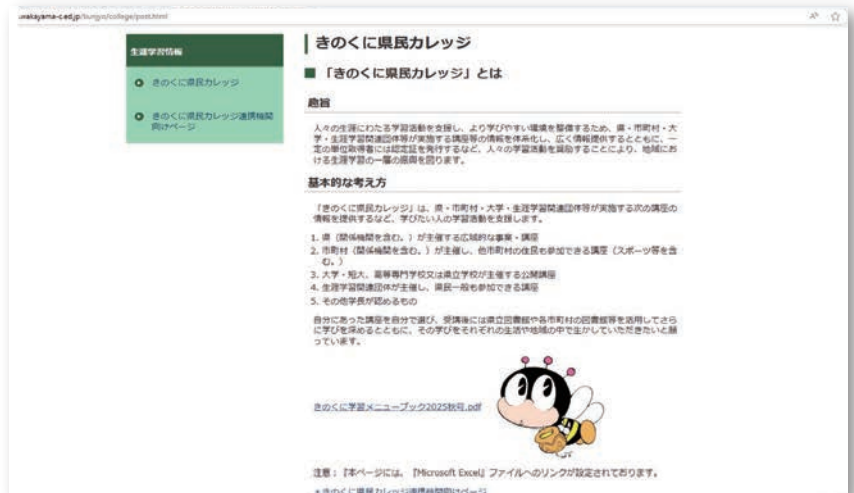 wakayama-c.ed.jp/bunjyo/college/post.html
生涯学習情報
きのくに県民カレッジ
きのくに県民カレッジ連携機関
向けページ
きのくに県民カレッジ
「きのくに県民カレッジ」とは
趣旨
人々の生涯にわたる学習活動を支援し、より学びやすい環境を整備するため、県・市町村・大
学・生涯学習関連団体等が実施する講座等の情報を体系化し、広く情報提供するとともに、一
定の単位取得者には認定証を発行するなど、人々の学習活動を奨励することにより、地域にお
ける生涯学習の一層の振興を図ります。
基本的な考え方
「きのくに県民カレッジ」は、県・市町村・大学・生涯学習関連団体等が実施する次の講座の
情報を提供するなど、学びたい人の学習活動を支援します。
1. 県（関係機関を含む。）が主催する広域的な事業・講座
2. 市町村（関係機関を含む。）が主催し、他市町村の住民も参加できる講座（スポーツ等を含
む。）
3. 大学・短大、高等専門学校又は県立学校が主催する公開講座
4. 生涯学習関連団体が主催し、県民一般も参加できる講座
5. その他学長が認めるもの
自分にあった講座を自分で選び、受講後には県立図書館や各市町村の図書館等を活用してさら
に学びを深めるとともに、その学びをそれぞれの生活や地域の中で生かしていただきたいと願
っています。
きのくに学習メニューブック2025秋号.pdf
注意：『本ページには、『Microsoft Excel』ファイルへのリンクが設定されております。
きのくに県民カレッジ連携機関向けページ